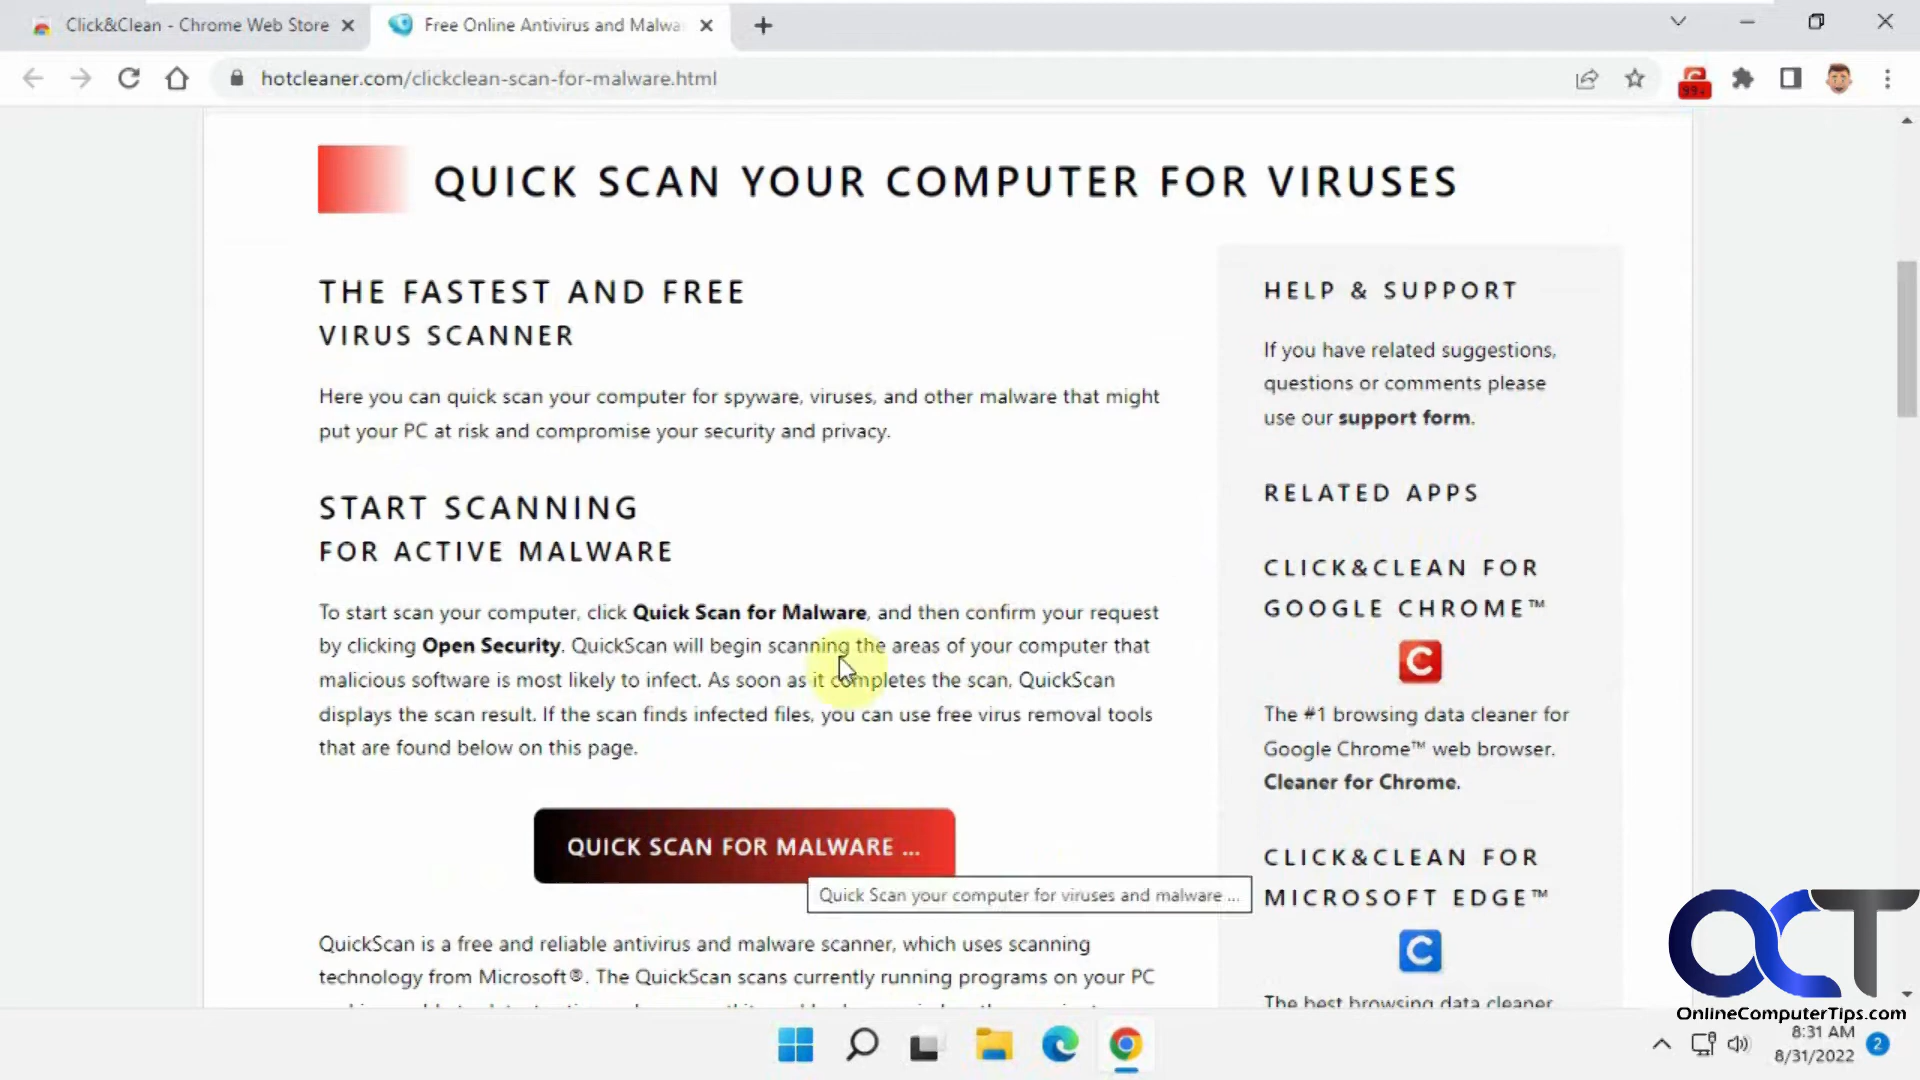 Click&Clean - Chrome Web Store
Free Online Antivirus and Malwa
hotcleaner.com/clickclean-scan-for-malware.html
99+
QUICK SCAN YOUR COMPUTER FOR VIRUSES
THE FASTEST AND FREE
VIRUS SCANNER
Here you can quick scan your computer for spyware, viruses, and other malware that might
put your PC at risk and compromise your security and privacy.
START SCANNING
FOR ACTIVE MALWARE
To start scan your computer, click Quick Scan for Malware, and then confirm your request
by clicking Open Security. QuickScan will begin scanning the areas of your computer that
malicious software is most likely to infect. As soon as it completes the scan, QuickScan
displays the scan result. If the scan finds infected files, you can use free virus removal tools
that are found below on this page.
QUICK SCAN FOR MALWARE ...
Quick Scan your computer for viruses and malware ...
QuickScan is a free and reliable antivirus and malware scanner, which uses scanning
technology from Microsoft®. The QuickScan scans currently running programs on your PC
HELP & SUPPORT
If you have related suggestions,
questions or comments please
use our support form.
RELATED APPS
CLICK&CLEAN FOR
GOOGLE CHROME™
C
The #1 browsing data cleaner for
Google Chrome™ web browser.
Cleaner for Chrome.
CLICK&CLEAN FOR
MICROSOFT EDGE™
C
The best browsing data cleaner
OCT
OnlineComputerTips.com
8:31 AM
8/31/2022
2